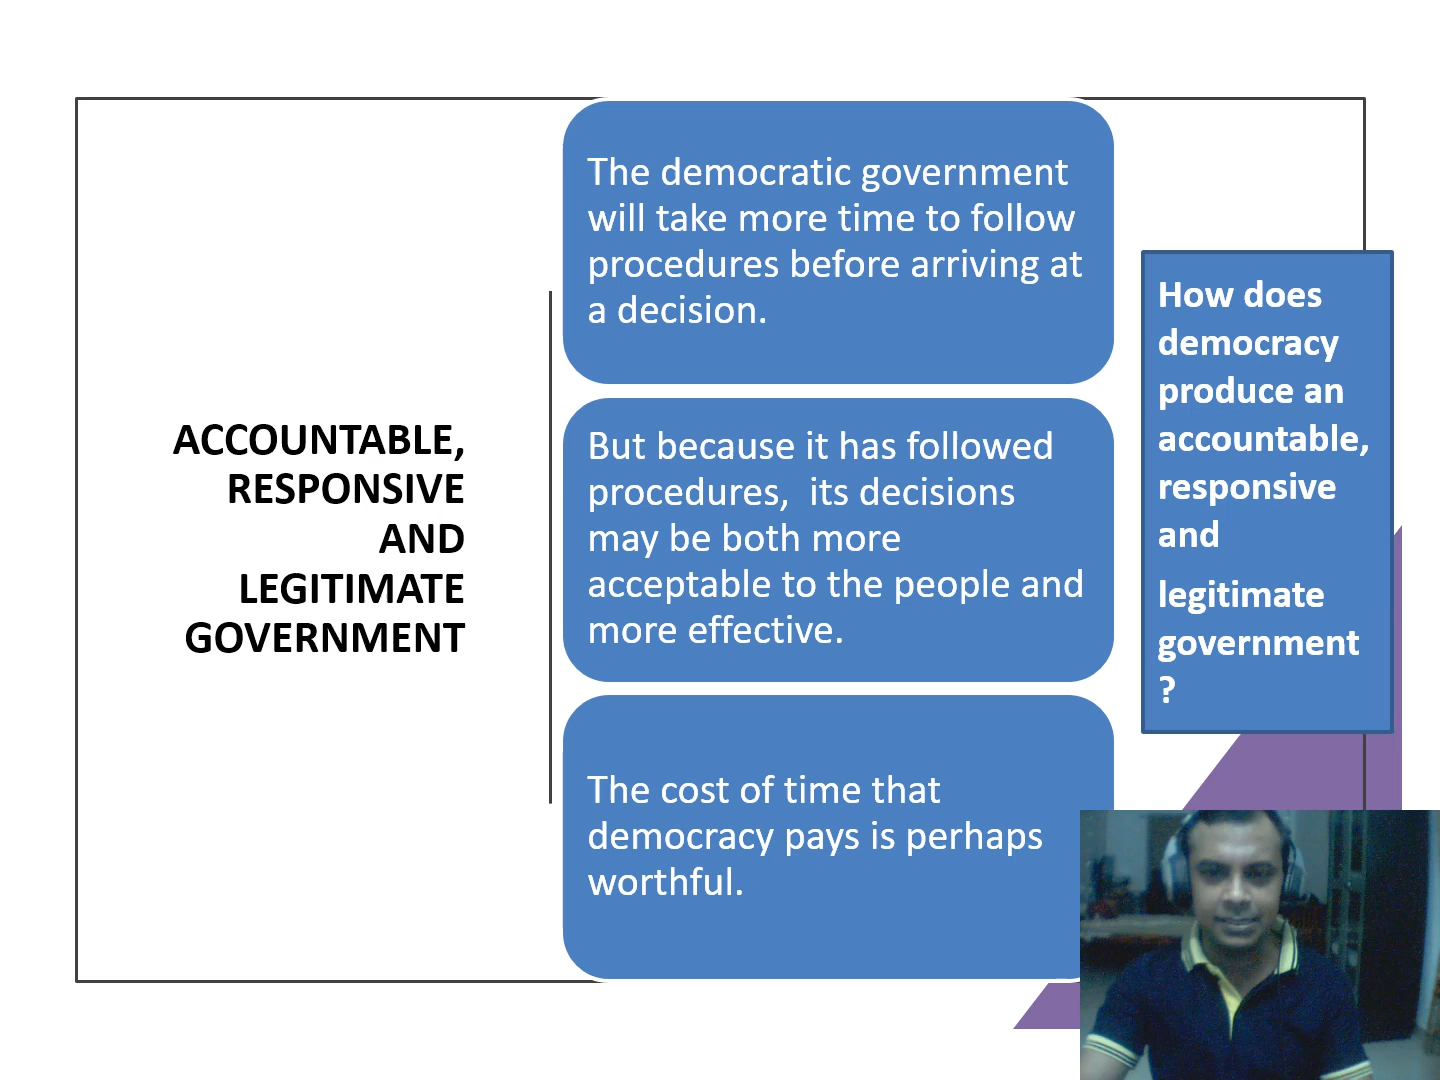 ACCOUNTABLE,
RESPONSIVE
AND
LEGITIMATE
GOVERNMENT
The democratic government
will take more time to follow
procedures before arriving at
a decision.
But because it has followed
procedures,  its decisions
may be both more
acceptable to the people and
more effective.
The cost of time that
democracy pays is perhaps
worthful.
How does
democracy
produce an
accountable,
responsive
and
legitimate
government
?